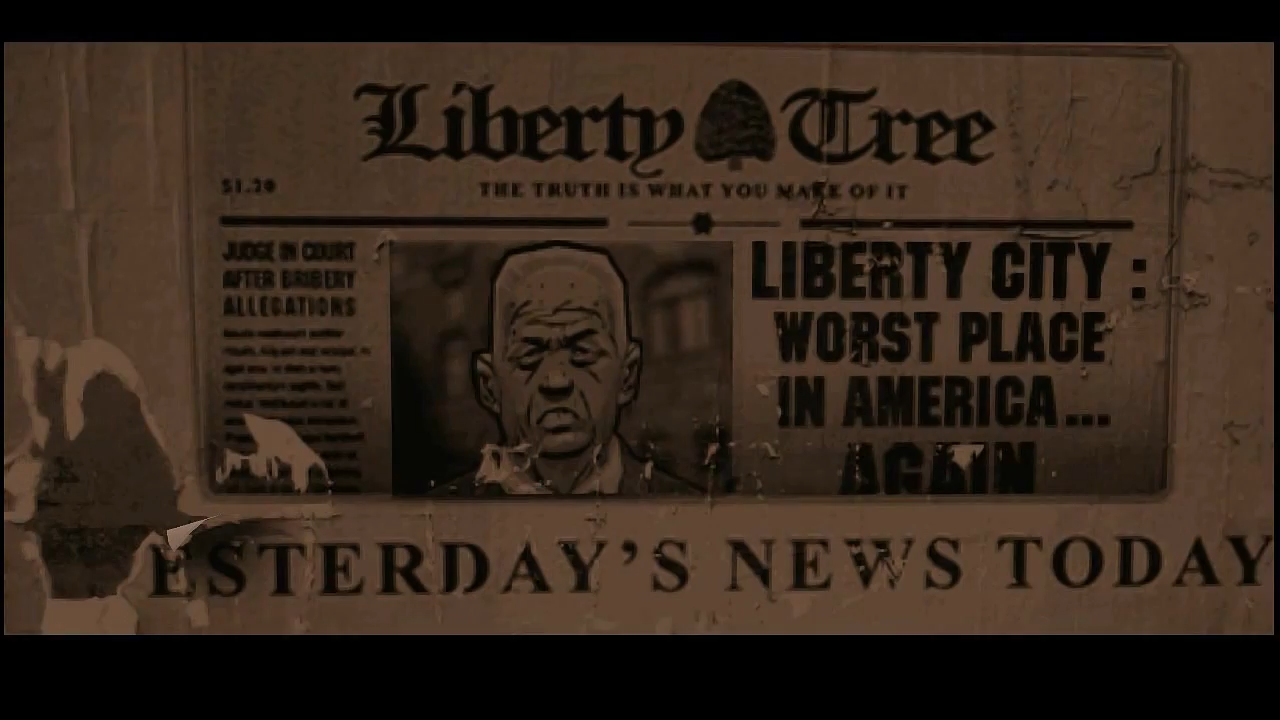 Liberty Tree
$1.20
THE TRUTH IS WHAT YOU MAKE OF IT
JUDGE IN COURT
AFTER BRIBERY
ALLEGATIONS
LIBERTY CITY :
WORST PLACE
IN AMERICA...
AGAIN
ESTERDAY'S NEWS TODAY